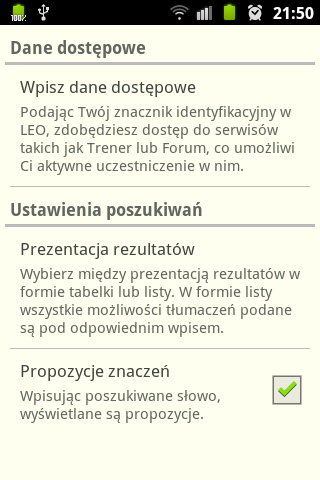 100%
21:50
Dane dostępowe
Wpisz dane dostępowe
Podając Twój znacznik identyfikacyjny w
LEO, zdobędziesz dostęp do serwisów
takich jak Trener lub Forum, co umożliwi
Ci aktywne uczestniczenie w nim.
Ustawienia poszukiwań
Prezentacja rezultatów
Wybierz między prezentacją rezultatów w
formie tabelki lub listy. W formie listy
wszystkie możliwości tłumaczeń podane
są pod odpowiednim wpisem.
Propozycje znaczeń
Wpisując poszukiwane słowo,
wyświetlane są propozycje.